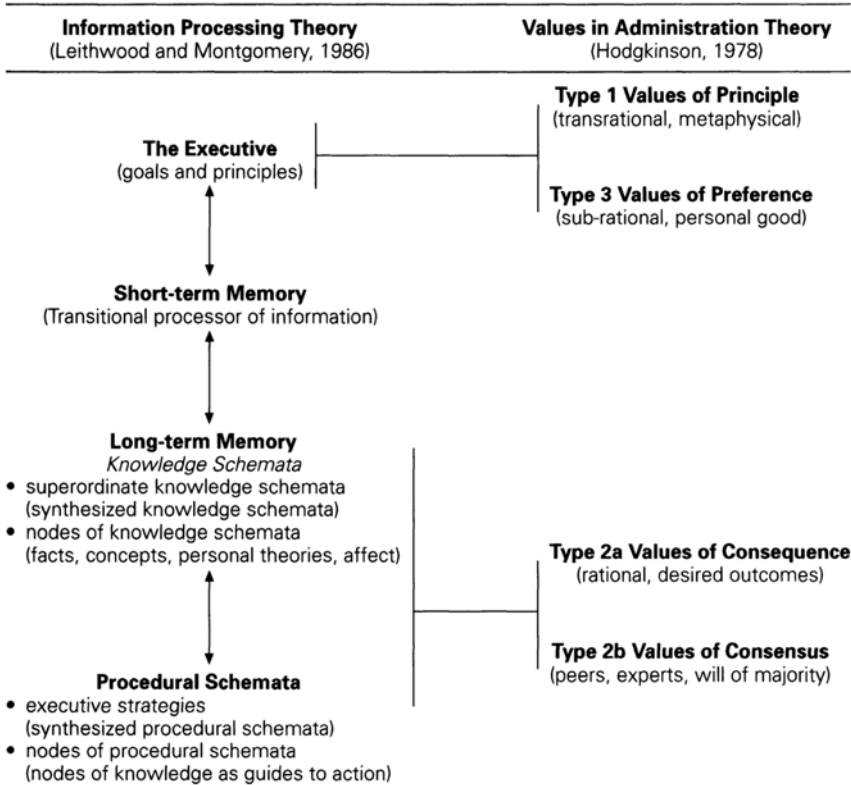 Information Processing Theory
(Leithwood and Montgomery, 1986)
Values in Administration Theory
(Hodgkinson, 1978)
The Executive
(goals and principles)
Type 1 Values of Principle
(transrational, metaphysical)
Type 3 Values of Preference
(sub-rational, personal good)
Short-term Memory
(Transitional processor of information)
Long-term Memory
Knowledge Schemata
• superordinate knowledge schemata
(synthesized knowledge schemata)
• nodes of knowledge schemata
(facts, concepts, personal theories, affect)
Type 2a Values of Consequence
(rational, desired outcomes)
Type 2b Values of Consensus
(peers, experts, will of majority)
Procedural Schemata
• executive strategies
(synthesized procedural schemata)
• nodes of procedural schemata
(nodes of knowledge as guides to action)